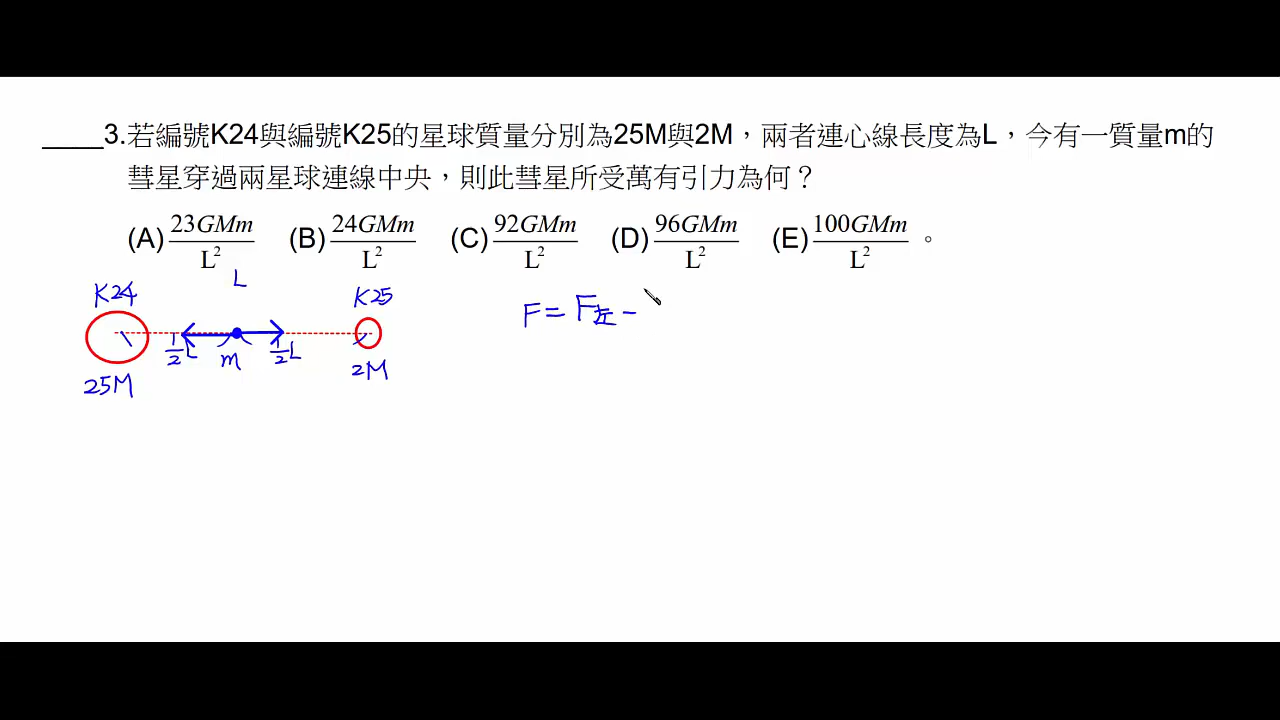 ____3.若編號K24與編號K25的星球質量分別為25M與2M，兩者連心線長度為L，今有一質量m的
彗星穿過兩星球連線中央，則此彗星所受萬有引力為何？
(A) 23GMm/L² (B) 24GMm/L² (C) 92GMm/L² (D) 96GMm/L² (E) 100GMm/L² 。
L
K24 K25
F = F左 -
½L m ½L
25M 2M